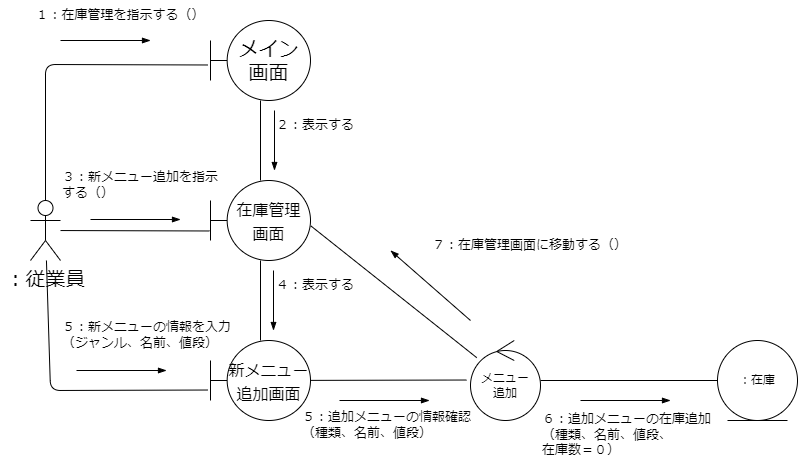 １：在庫管理を指示する（）
メイン
画面
２：表示する
３：新メニュー追加を指示
する（）
在庫管理
画面
７：在庫管理画面に移動する（）
：従業員
４：表示する
５：新メニューの情報を入力
（ジャンル、名前、値段）
新メニュー
追加画面
メニュー
追加
：在庫
５：追加メニューの情報確認
（種類、名前、値段）
６：追加メニューの在庫追加
（種類、名前、値段、
在庫数＝０）